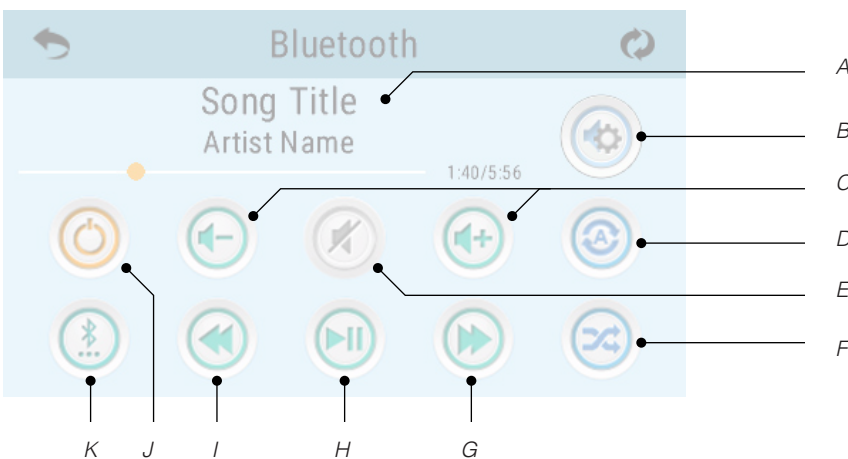 Bluetooth
Song Title
Artist Name
1:40/5:56
A
B
C
D
E
F
A
K J I H G